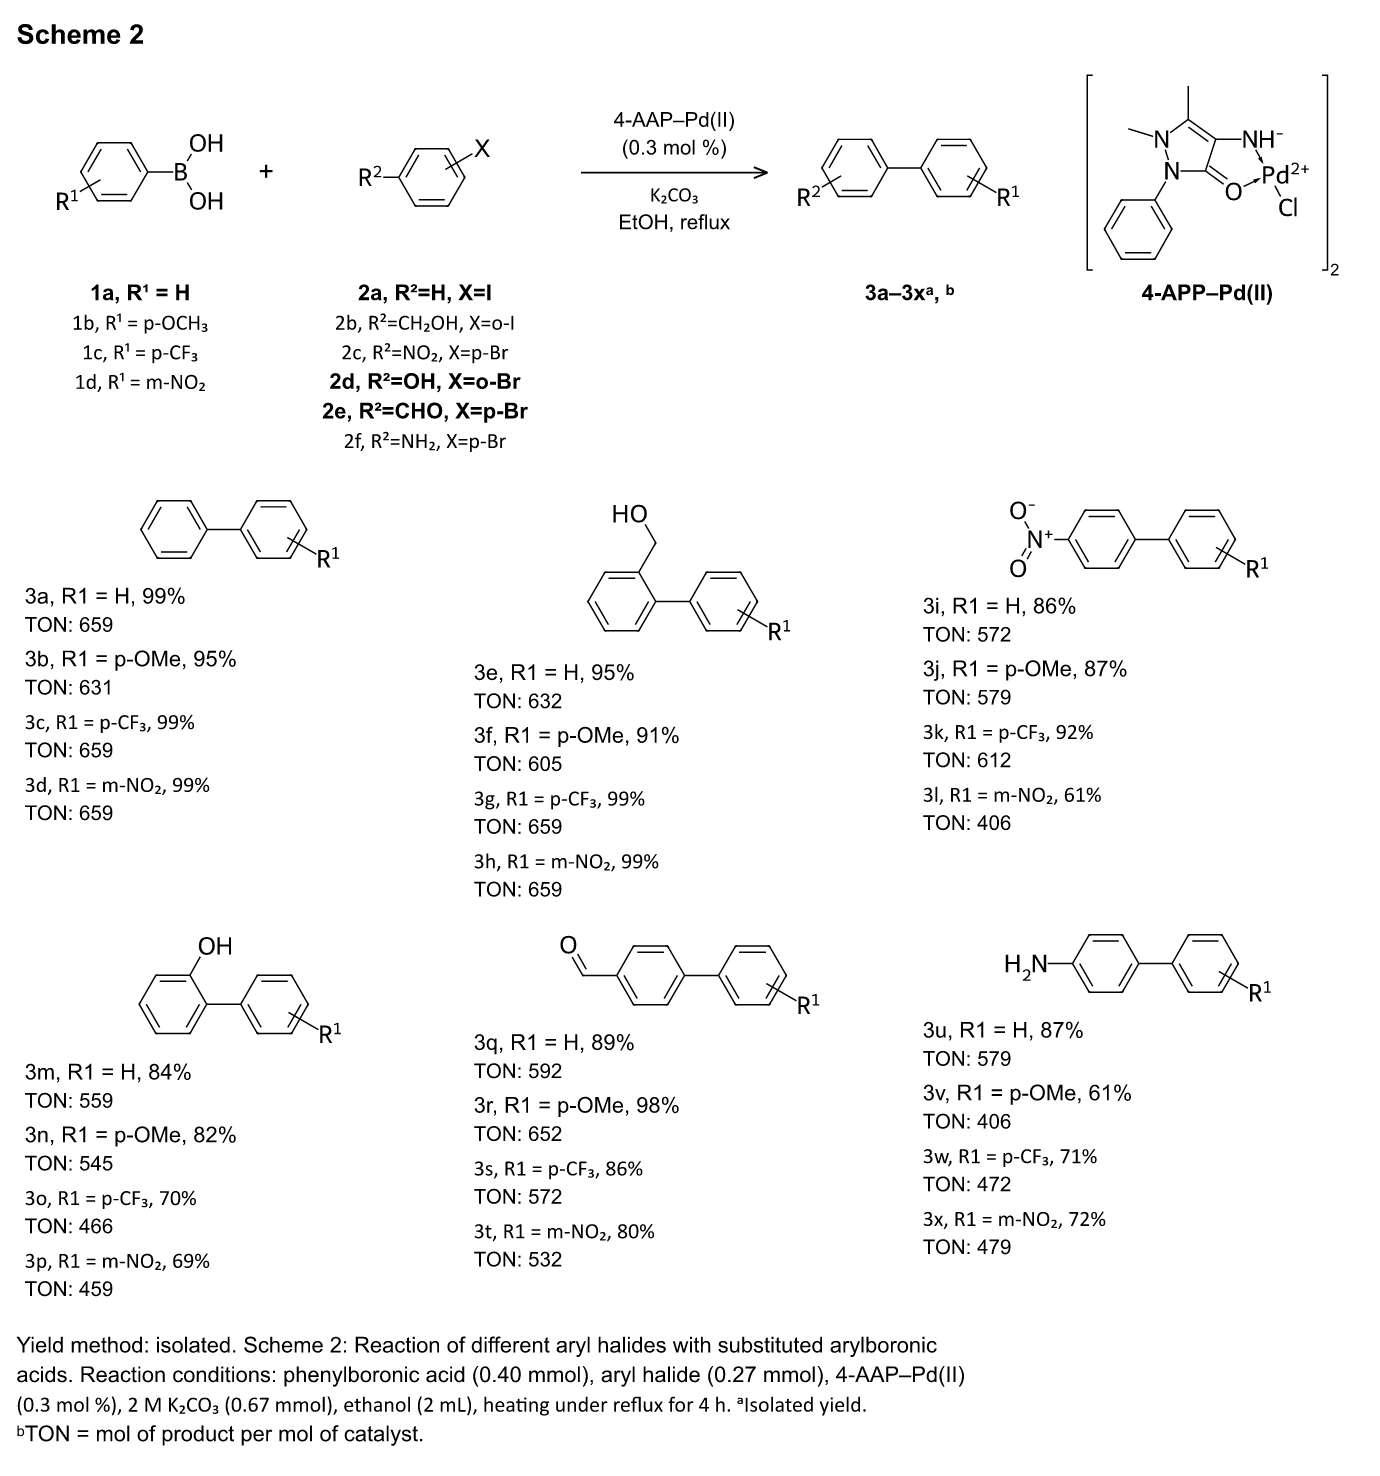 Scheme 2
R¹
B
OH
OH
+
R²
X
4-AAP–Pd(II)
(0.3 mol %)
K₂CO₃
EtOH, reflux
R²
R¹
N
N
NH⁻
O
Pd²⁺
Cl
2
1a, R¹ = H
1b, R¹ = p-OCH₃
1c, R¹ = p-CF₃
1d, R¹ = m-NO₂
2a, R²=H, X=I
2b, R²=CH₂OH, X=o-I
2c, R²=NO₂, X=p-Br
2d, R²=OH, X=o-Br
2e, R²=CHO, X=p-Br
2f, R²=NH₂, X=p-Br
3a–3xᵃ, ᵇ
4-APP–Pd(II)
R¹
3a, R1 = H, 99%
TON: 659
3b, R1 = p-OMe, 95%
TON: 631
3c, R1 = p-CF₃, 99%
TON: 659
3d, R1 = m-NO₂, 99%
TON: 659
HO
R¹
3e, R1 = H, 95%
TON: 632
3f, R1 = p-OMe, 91%
TON: 605
3g, R1 = p-CF₃, 99%
TON: 659
3h, R1 = m-NO₂, 99%
TON: 659
O⁻
N⁺
O
R¹
3i, R1 = H, 86%
TON: 572
3j, R1 = p-OMe, 87%
TON: 579
3k, R1 = p-CF₃, 92%
TON: 612
3l, R1 = m-NO₂, 61%
TON: 406
OH
R¹
3m, R1 = H, 84%
TON: 559
3n, R1 = p-OMe, 82%
TON: 545
3o, R1 = p-CF₃, 70%
TON: 466
3p, R1 = m-NO₂, 69%
TON: 459
O
R¹
3q, R1 = H, 89%
TON: 592
3r, R1 = p-OMe, 98%
TON: 652
3s, R1 = p-CF₃, 86%
TON: 572
3t, R1 = m-NO₂, 80%
TON: 532
H₂N
R¹
3u, R1 = H, 87%
TON: 579
3v, R1 = p-OMe, 61%
TON: 406
3w, R1 = p-CF₃, 71%
TON: 472
3x, R1 = m-NO₂, 72%
TON: 479
Yield method: isolated. Scheme 2: Reaction of different aryl halides with substituted arylboronic
acids. Reaction conditions: phenylboronic acid (0.40 mmol), aryl halide (0.27 mmol), 4-AAP–Pd(II)
(0.3 mol %), 2 M K₂CO₃ (0.67 mmol), ethanol (2 mL), heating under reflux for 4 h. ᵃIsolated yield.
ᵇTON = mol of product per mol of catalyst.